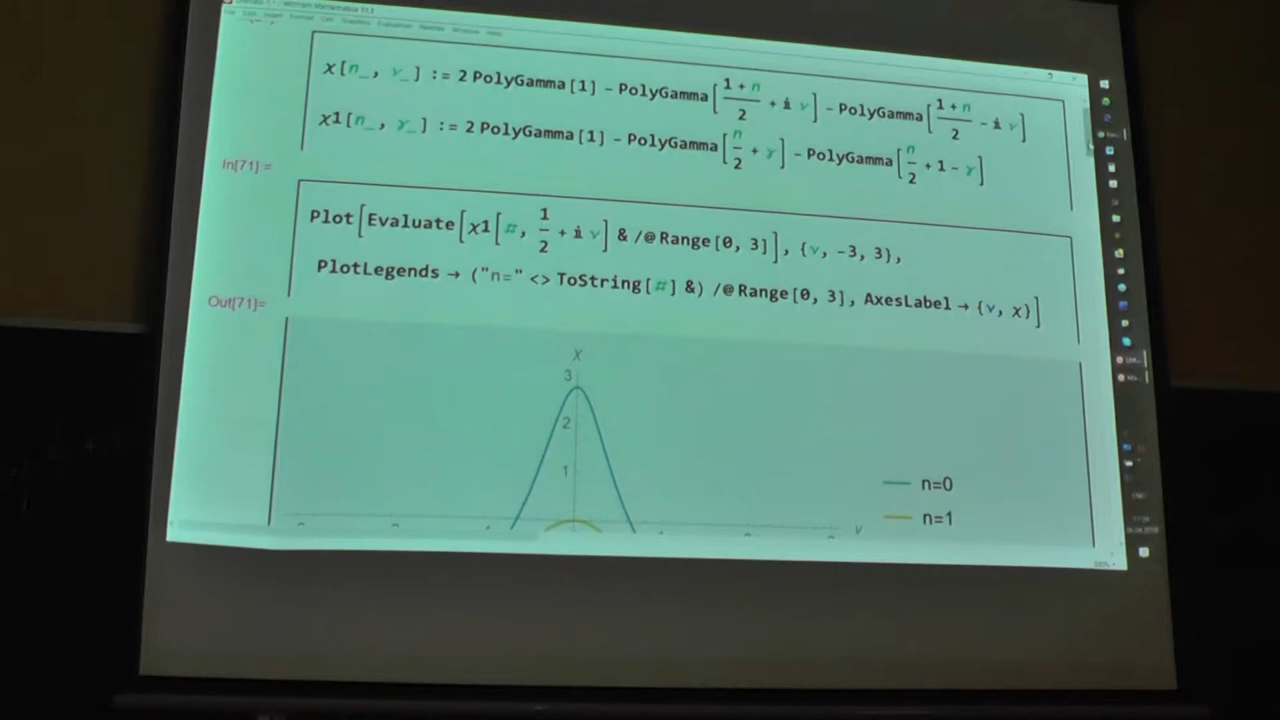 χ[n_, ν_] := 2 PolyGamma[1] - PolyGamma[(1 + n)/2 + i ν] - PolyGamma[(1 + n)/2 - i ν]
χ1[n_, γ_] := 2 PolyGamma[1] - PolyGamma[n/2 + γ] - PolyGamma[n/2 + 1 - γ]
In[71] =
Plot[Evaluate[χ1[#, 1/2 + i ν] & /@ Range[0, 3]], {ν, -3, 3},
PlotLegends → ("n=" <> ToString[#] &) /@ Range[0, 3], AxesLabel → {ν, χ}]
Out[71]=
χ
3
2
1
ν
n=0
n=1